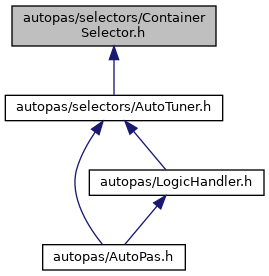 autopas/selectors/Container
Selector.h
autopas/selectors/AutoTuner.h
autopas/LogicHandler.h
autopas/AutoPas.h